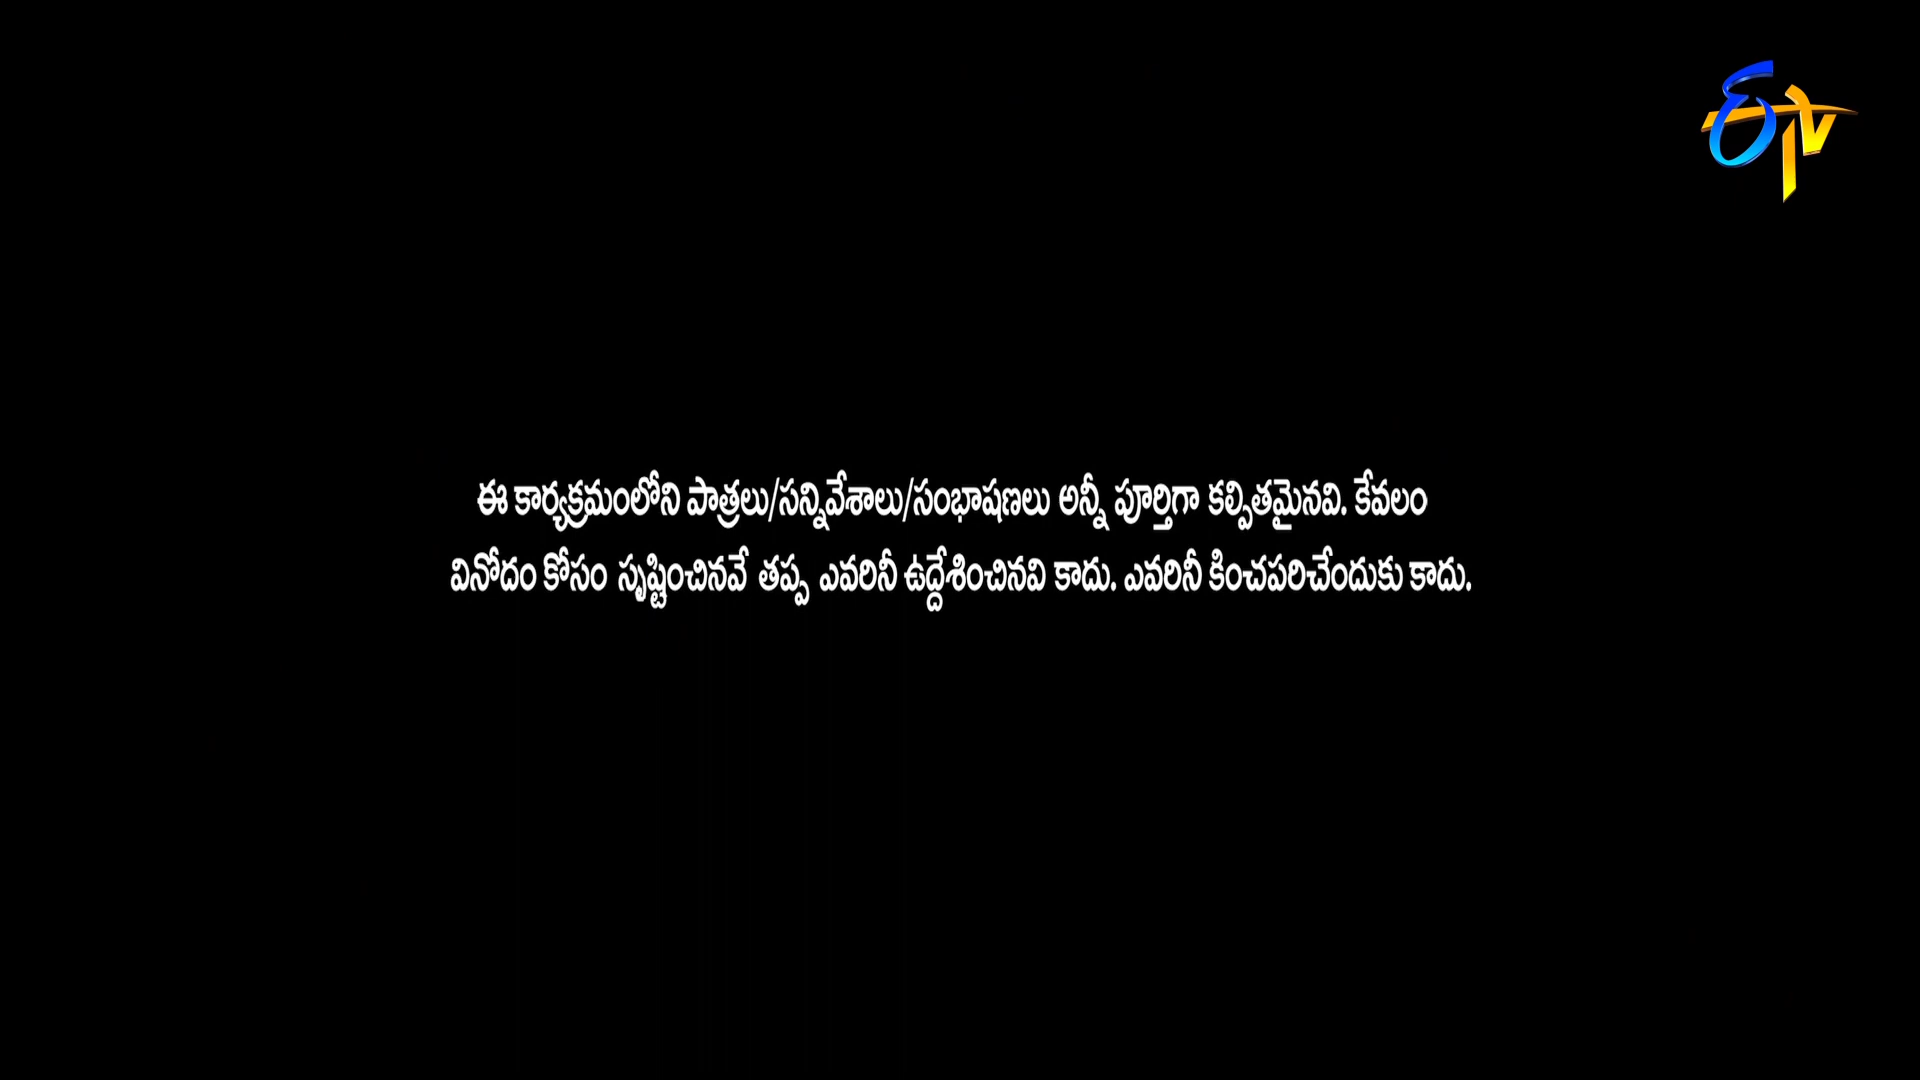 ETV
ఈ కార్యక్రమంలోని పాత్రలు/సన్నివేశాలు/సంభాషణలు అన్నీ పూర్తిగా కల్పితమైనవి. కేవలం
వినోదం కోసం సృష్టించినవే తప్ప ఎవరినీ ఉద్దేశించినవి కాదు. ఎవరినీ కించపరిచేందుకు కాదు.